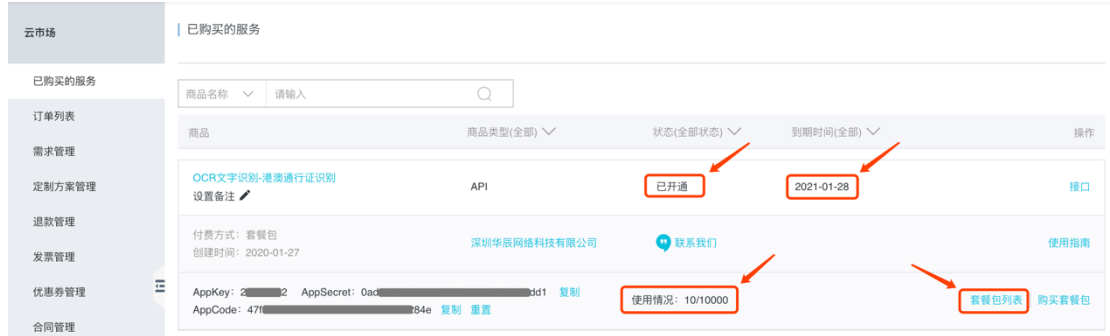 云市场
已购买的服务
已购买的服务
订单列表
需求管理
定制方案管理
退款管理
发票管理
优惠券管理
合同管理
商品名称 请输入
商品 商品类型(全部) 状态(全部状态) 到期时间(全部) 操作
OCR文字识别-港澳通行证识别 API 已开通 2021-01-28 接口
设置备注
付费方式：套餐包 深圳华辰网络科技有限公司 联系我们 使用指南
创建时间：2020-01-27
AppKey：2 2 AppSecret：0ad dd1 复制 使用情况：10/10000 套餐包列表 购买套餐包
AppCode：47f 84e 复制 重置